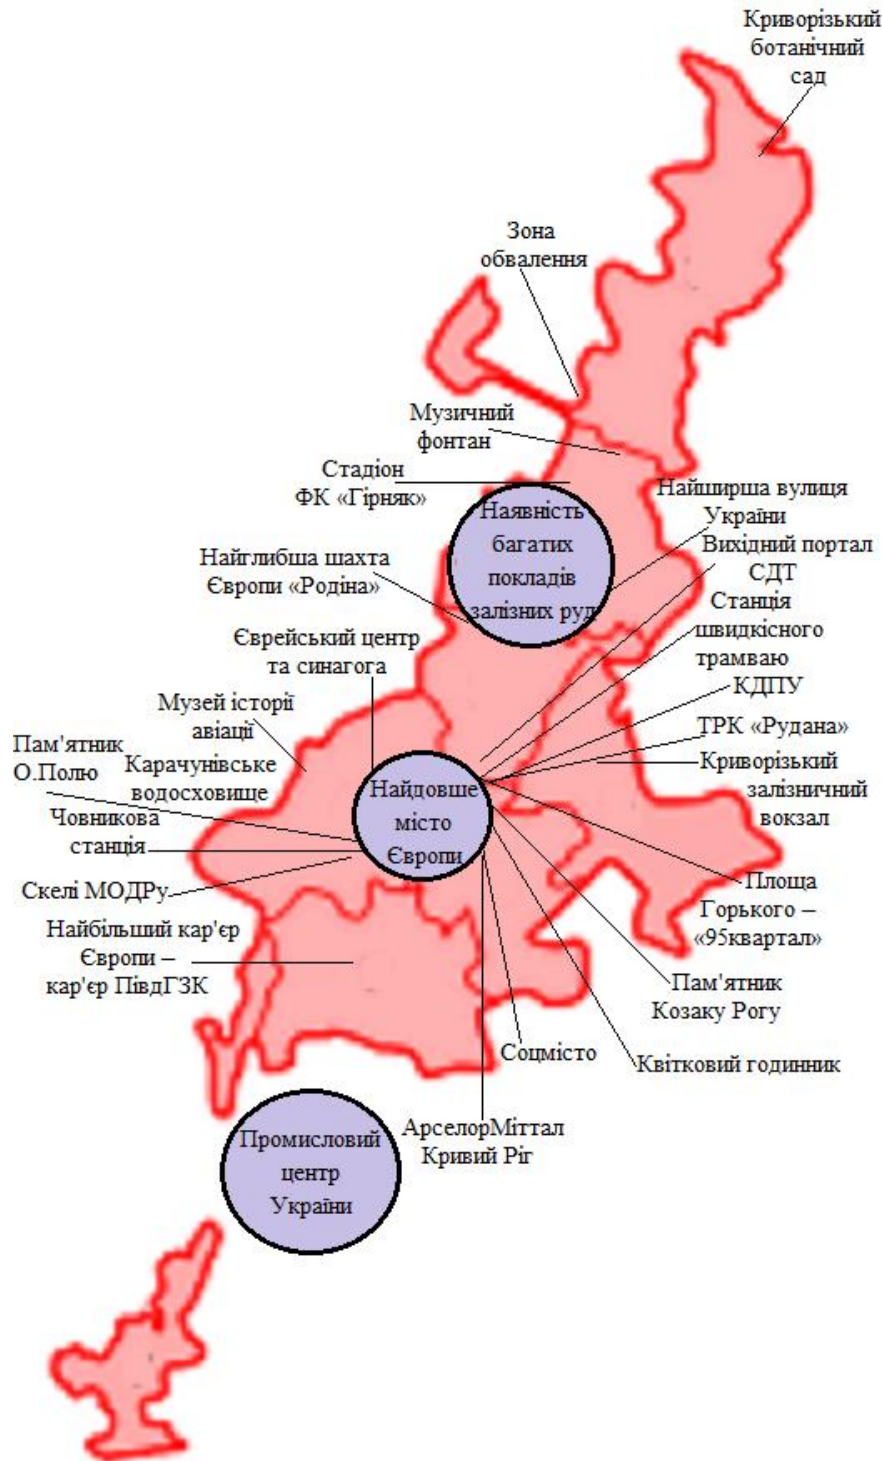 Криворізький
ботанічний
сад
Зона
обвалення
Музичний
фонтан
Стадіон
ФК «Гірняк»
Наявність
багатих
покладів
залізних руд
Найширша вулиця
України
Вихідний портал
СДТ
Найглибша шахта
Європи «Родіна»
Станція
швидкісного
трамваю
Єврейський центр
та синагога
КДПУ
Музей історії
авіації
ТРК «Рудана»
Пам'ятник
О.Полю
Карачунівське
водосховище
Найдовше
місто
Європи
Криворізький
залізничний
вокзал
Човникова
станція
Скелі МОДРу
Площа
Горького –
«95квартал»
Найбільший кар'єр
Європи –
кар'єр ПівдГЗК
Пам'ятник
Козаку Рогу
Соцмісто
Квітковий годинник
АрселорМіттал
Кривий Ріг
Промисловий
центр
України